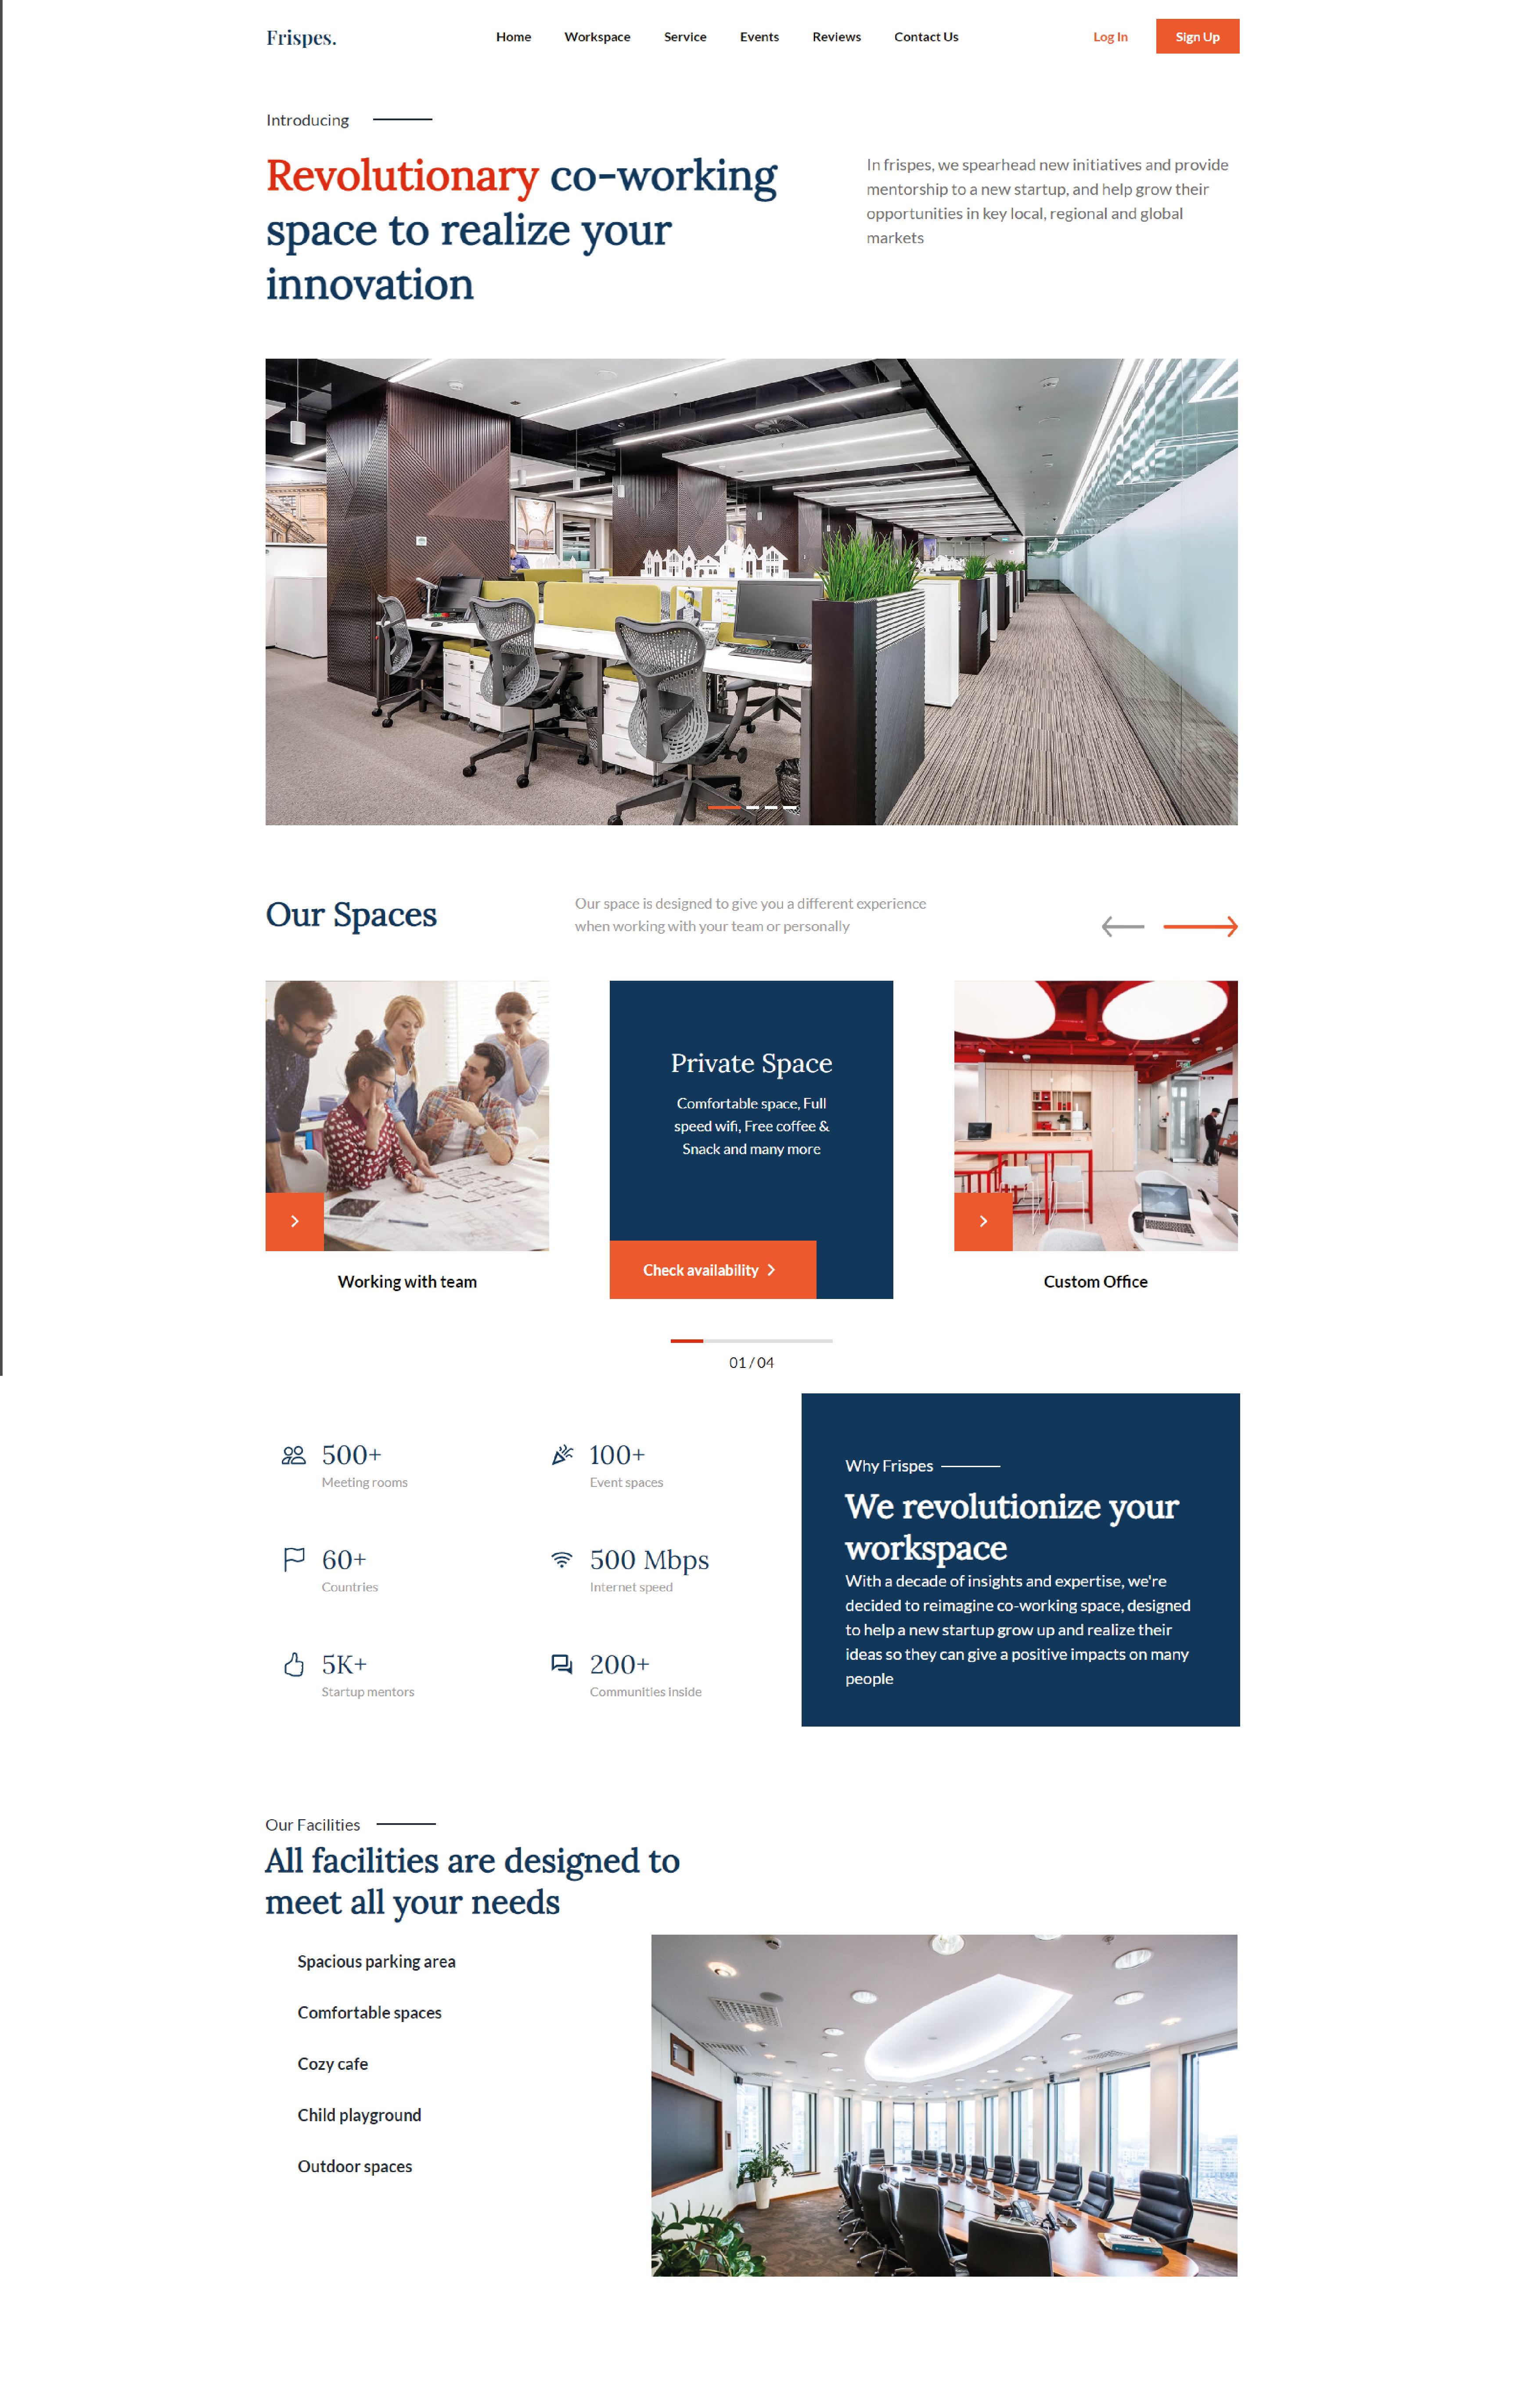 Frispes.
Home
Workspace
Service
Events
Reviews
Contact Us
Log In
Sign Up
Introducing
Revolutionary co-working
space to realize your
innovation
In frispes, we spearhead new initiatives and provide
mentorship to a new startup, and help grow their
opportunities in key local, regional and global
markets
Our Spaces
Our space is designed to give you a different experience
when working with your team or personally
Working with team
Private Space
Comfortable space, Full
speed wifi, Free coffee &
Snack and many more
Check availability
Custom Office
01 / 04
500+
Meeting rooms
100+
Event spaces
60+
Countries
500 Mbps
Internet speed
5K+
Startup mentors
200+
Communities inside
Why Frispes
We revolutionize your
workspace
With a decade of insights and expertise, we're
decided to reimagine co-working space, designed
to help a new startup grow up and realize their
ideas so they can give a positive impacts on many
people
Our Facilities
All facilities are designed to
meet all your needs
Spacious parking area
Comfortable spaces
Cozy cafe
Child playground
Outdoor spaces